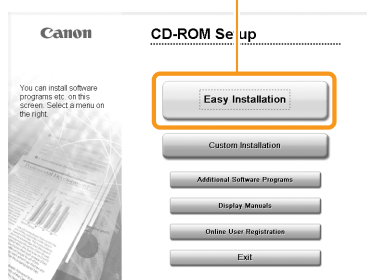 Canon
CD-ROM Setup
You can install software
programs etc. on this
screen. Select a menu on
the right.
Easy Installation
Custom Installation
Additional Software Programs
Display Manuals
Online User Registration
Exit